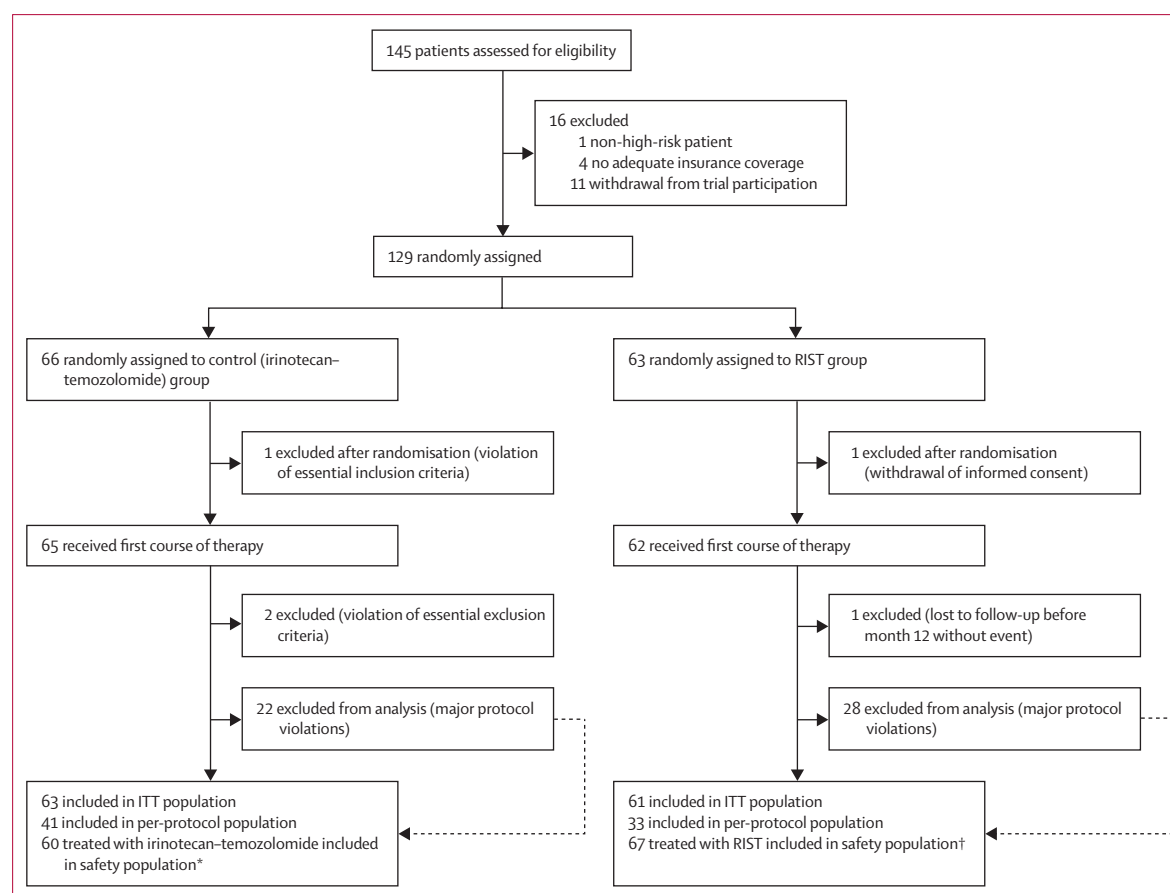 145 patients assessed for eligibility
16 excluded
1 non-high-risk patient
4 no adequate insurance coverage
11 withdrawal from trial participation
129 randomly assigned
66 randomly assigned to control (irinotecan–
temozolomide) group
63 randomly assigned to RIST group
1 excluded after randomisation (violation
of essential inclusion criteria)
1 excluded after randomisation
(withdrawal of informed consent)
65 received first course of therapy
62 received first course of therapy
2 excluded (violation of essential exclusion
criteria)
1 excluded (lost to follow-up before
month 12 without event)
22 excluded from analysis (major protocol
violations)
28 excluded from analysis (major protocol
violations)
63 included in ITT population
41 included in per-protocol population
60 treated with irinotecan–temozolomide included
in safety population*
61 included in ITT population
33 included in per-protocol population
67 treated with RIST included in safety population†